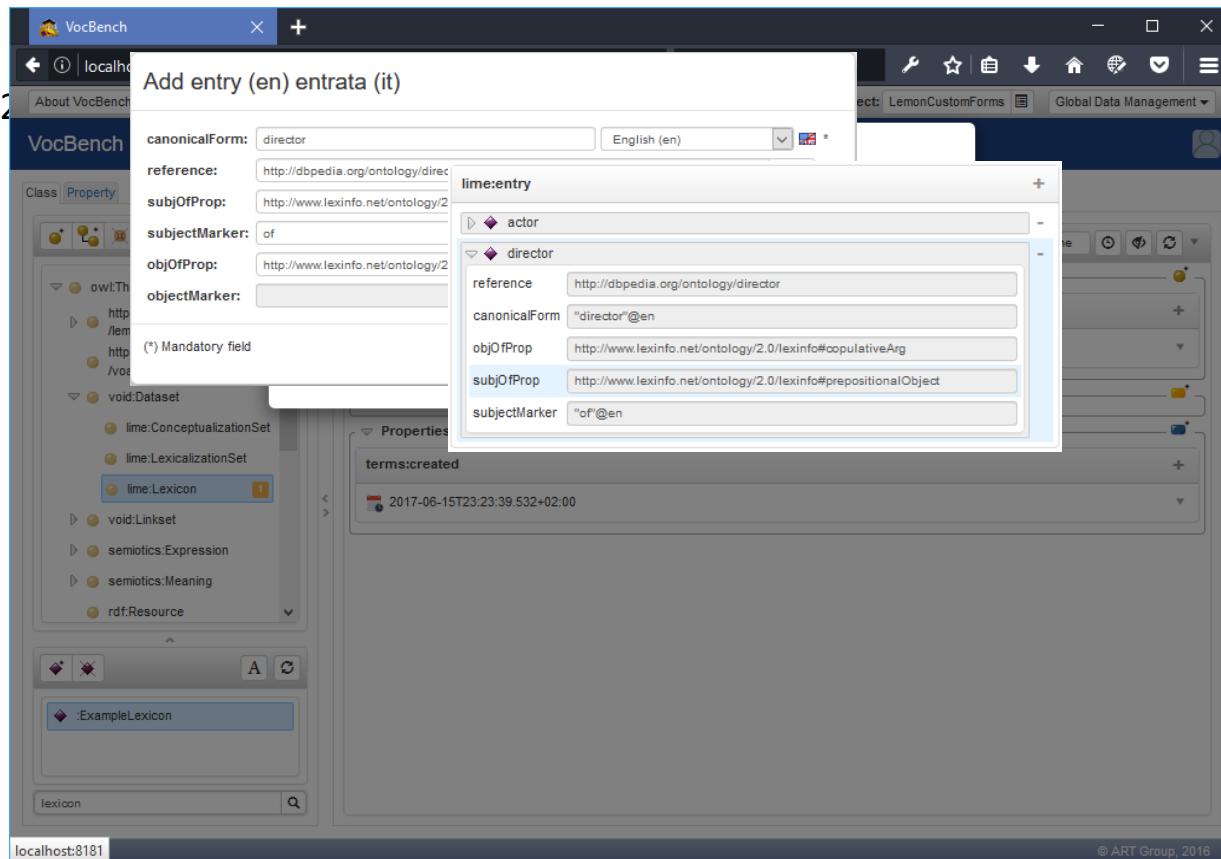 VocBench
localho
About VocBench
ect: LemonCustomForms
Global Data Management
VocBench
Add entry (en) entrata (it)
canonicalForm: director English (en) *
reference: http://dbpedia.org/ontology/direc
subjOfProp: http://www.lexinfo.net/ontology/2
subjectMarker: of
objOfProp: http://www.lexinfo.net/ontology/2
objectMarker:
(*) Mandatory field
lime:entry
actor
director
reference http://dbpedia.org/ontology/director
canonicalForm "director"@en
objOfProp http://www.lexinfo.net/ontology/2.0/lexinfo#copulativeArg
subjOfProp http://www.lexinfo.net/ontology/2.0/lexinfo#prepositionalObject
subjectMarker "of"@en
Class Property
owl:Th
http
/lem
http
/voa
void:Dataset
lime:ConceptualizationSet
lime:LexicalizationSet
lime:Lexicon 1
void:Linkset
semiotics:Expression
semiotics:Meaning
rdf:Resource
Properties
terms:created
2017-06-15T23:23:39.532+02:00
A
:ExampleLexicon
lexicon
localhost:8181
© ART Group, 2016